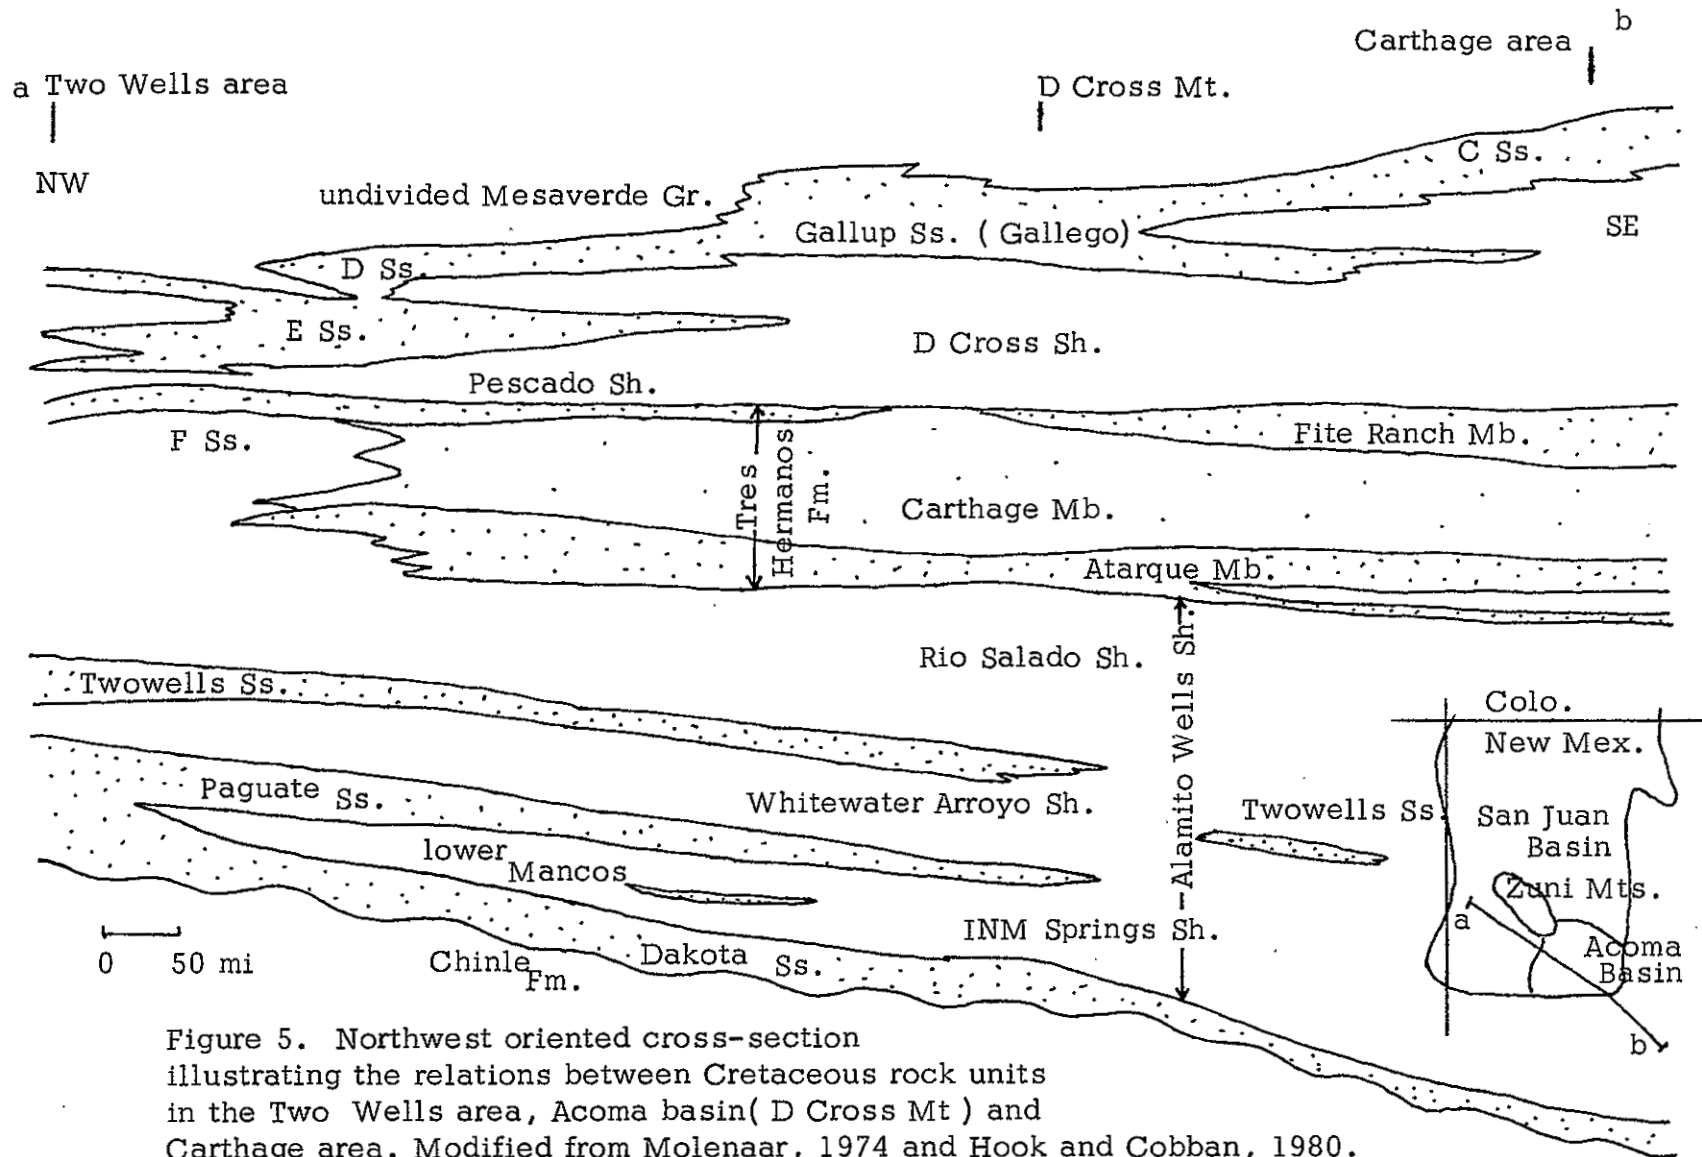 b
Carthage area
a Two Wells area
D Cross Mt.
NW
C Ss.
undivided Mesaverde Gr.
Gallup Ss. ( Gallego)
SE
D Ss.
E Ss.
D Cross Sh.
Pescado Sh.
F Ss.
Fite Ranch Mb.
Tres
Hermanos
Fm.
Carthage Mb.
Atarque Mb.
Rio Salado Sh.
Alamito Wells Sh.
Twowells Ss.
Colo.
New Mex.
Paguate Ss.
Whitewater Arroyo Sh.
Twowells Ss.
San Juan
Basin
lower
Mancos
Zuni Mts.
a
INM Springs Sh.
Acoma
Basin
0 50 mi
Chinle
Fm.
Dakota Ss.
b
Figure 5. Northwest oriented cross-section
illustrating the relations between Cretaceous rock units
in the Two Wells area, Acoma basin( D Cross Mt ) and
Carthage area. Modified from Molenaar, 1974 and Hook and Cobban, 1980.